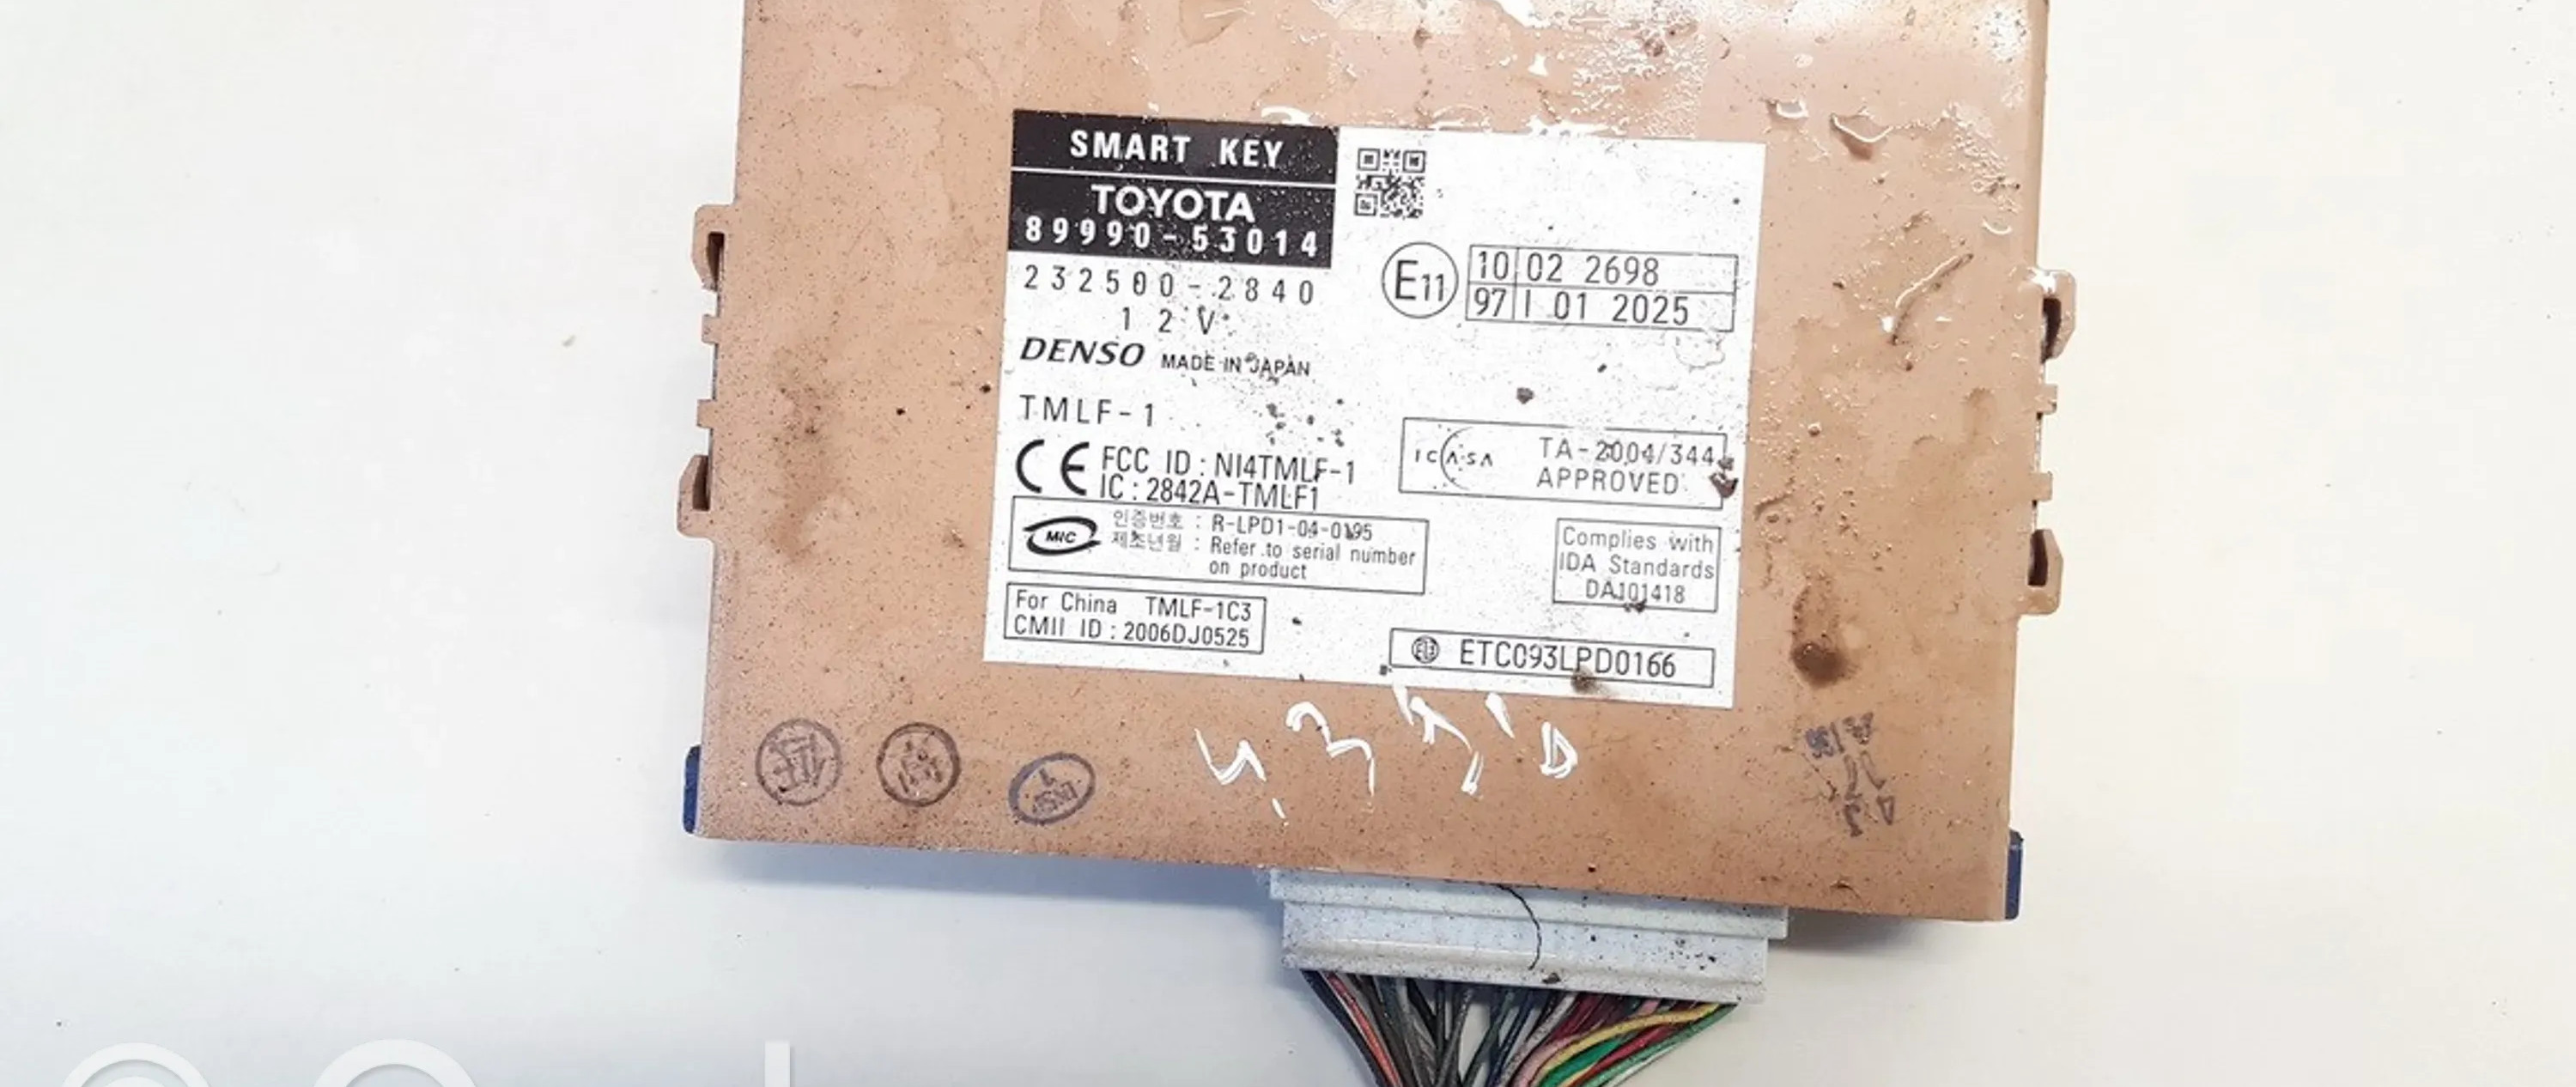 SMART KEY
TOYOTA
89990-53014
232500-2840
12V
DENSO MADE IN JAPAN
TMLF-1
CE FCC ID : NI4TMLF-1
IC : 2842A-TMLF1
MIC 인증번호 : R-LPD1-04-0195
제조년월 : Refer to serial number
on product
For China TMLF-1C3
CMII ID : 2006DJ0525
E11 10 02 2698
97 I 01 2025
ICASA TA-2004/344
APPROVED
Complies with
IDA Standards
DA101418
ETC093LPD0166